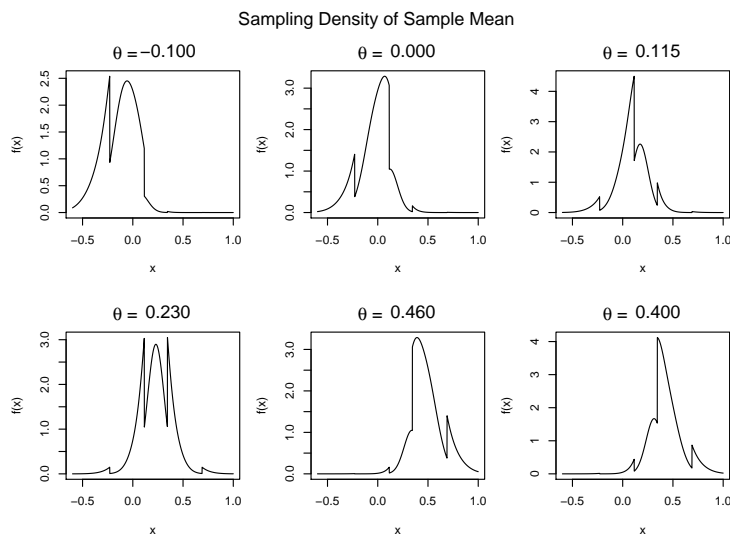 Sampling Density of Sample Mean
θ = −0.100
f(x)
0.0 0.5 1.0 1.5 2.0 2.5
−0.5 0.0 0.5 1.0
x
θ = 0.000
f(x)
0.0 1.0 2.0 3.0
−0.5 0.0 0.5 1.0
x
θ = 0.115
f(x)
0 1 2 3 4
−0.5 0.0 0.5 1.0
x
θ = 0.230
f(x)
0.0 1.0 2.0 3.0
−0.5 0.0 0.5 1.0
x
θ = 0.460
f(x)
0.0 1.0 2.0 3.0
−0.5 0.0 0.5 1.0
x
θ = 0.400
f(x)
0 1 2 3 4
−0.5 0.0 0.5 1.0
x